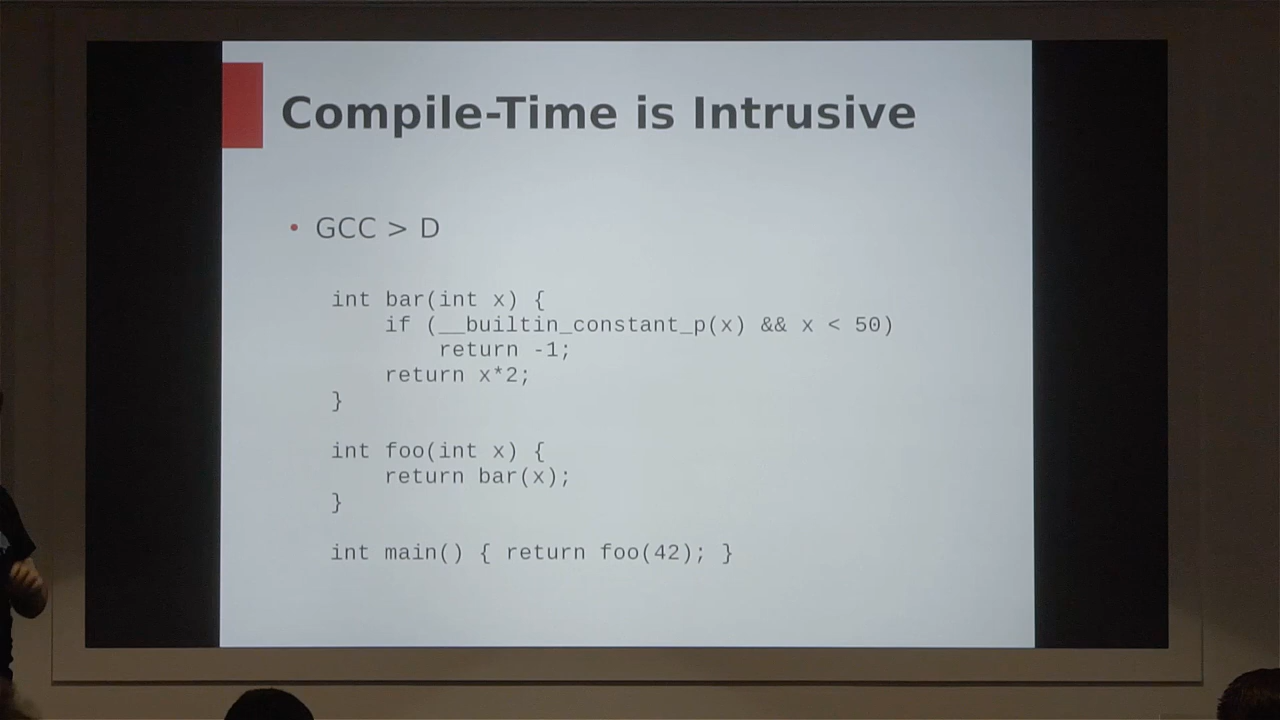 Compile-Time is Intrusive
• GCC > D
int bar(int x) {
    if (__builtin_constant_p(x) && x < 50)
        return -1;
    return x*2;
}
int foo(int x) {
    return bar(x);
}
int main() { return foo(42); }